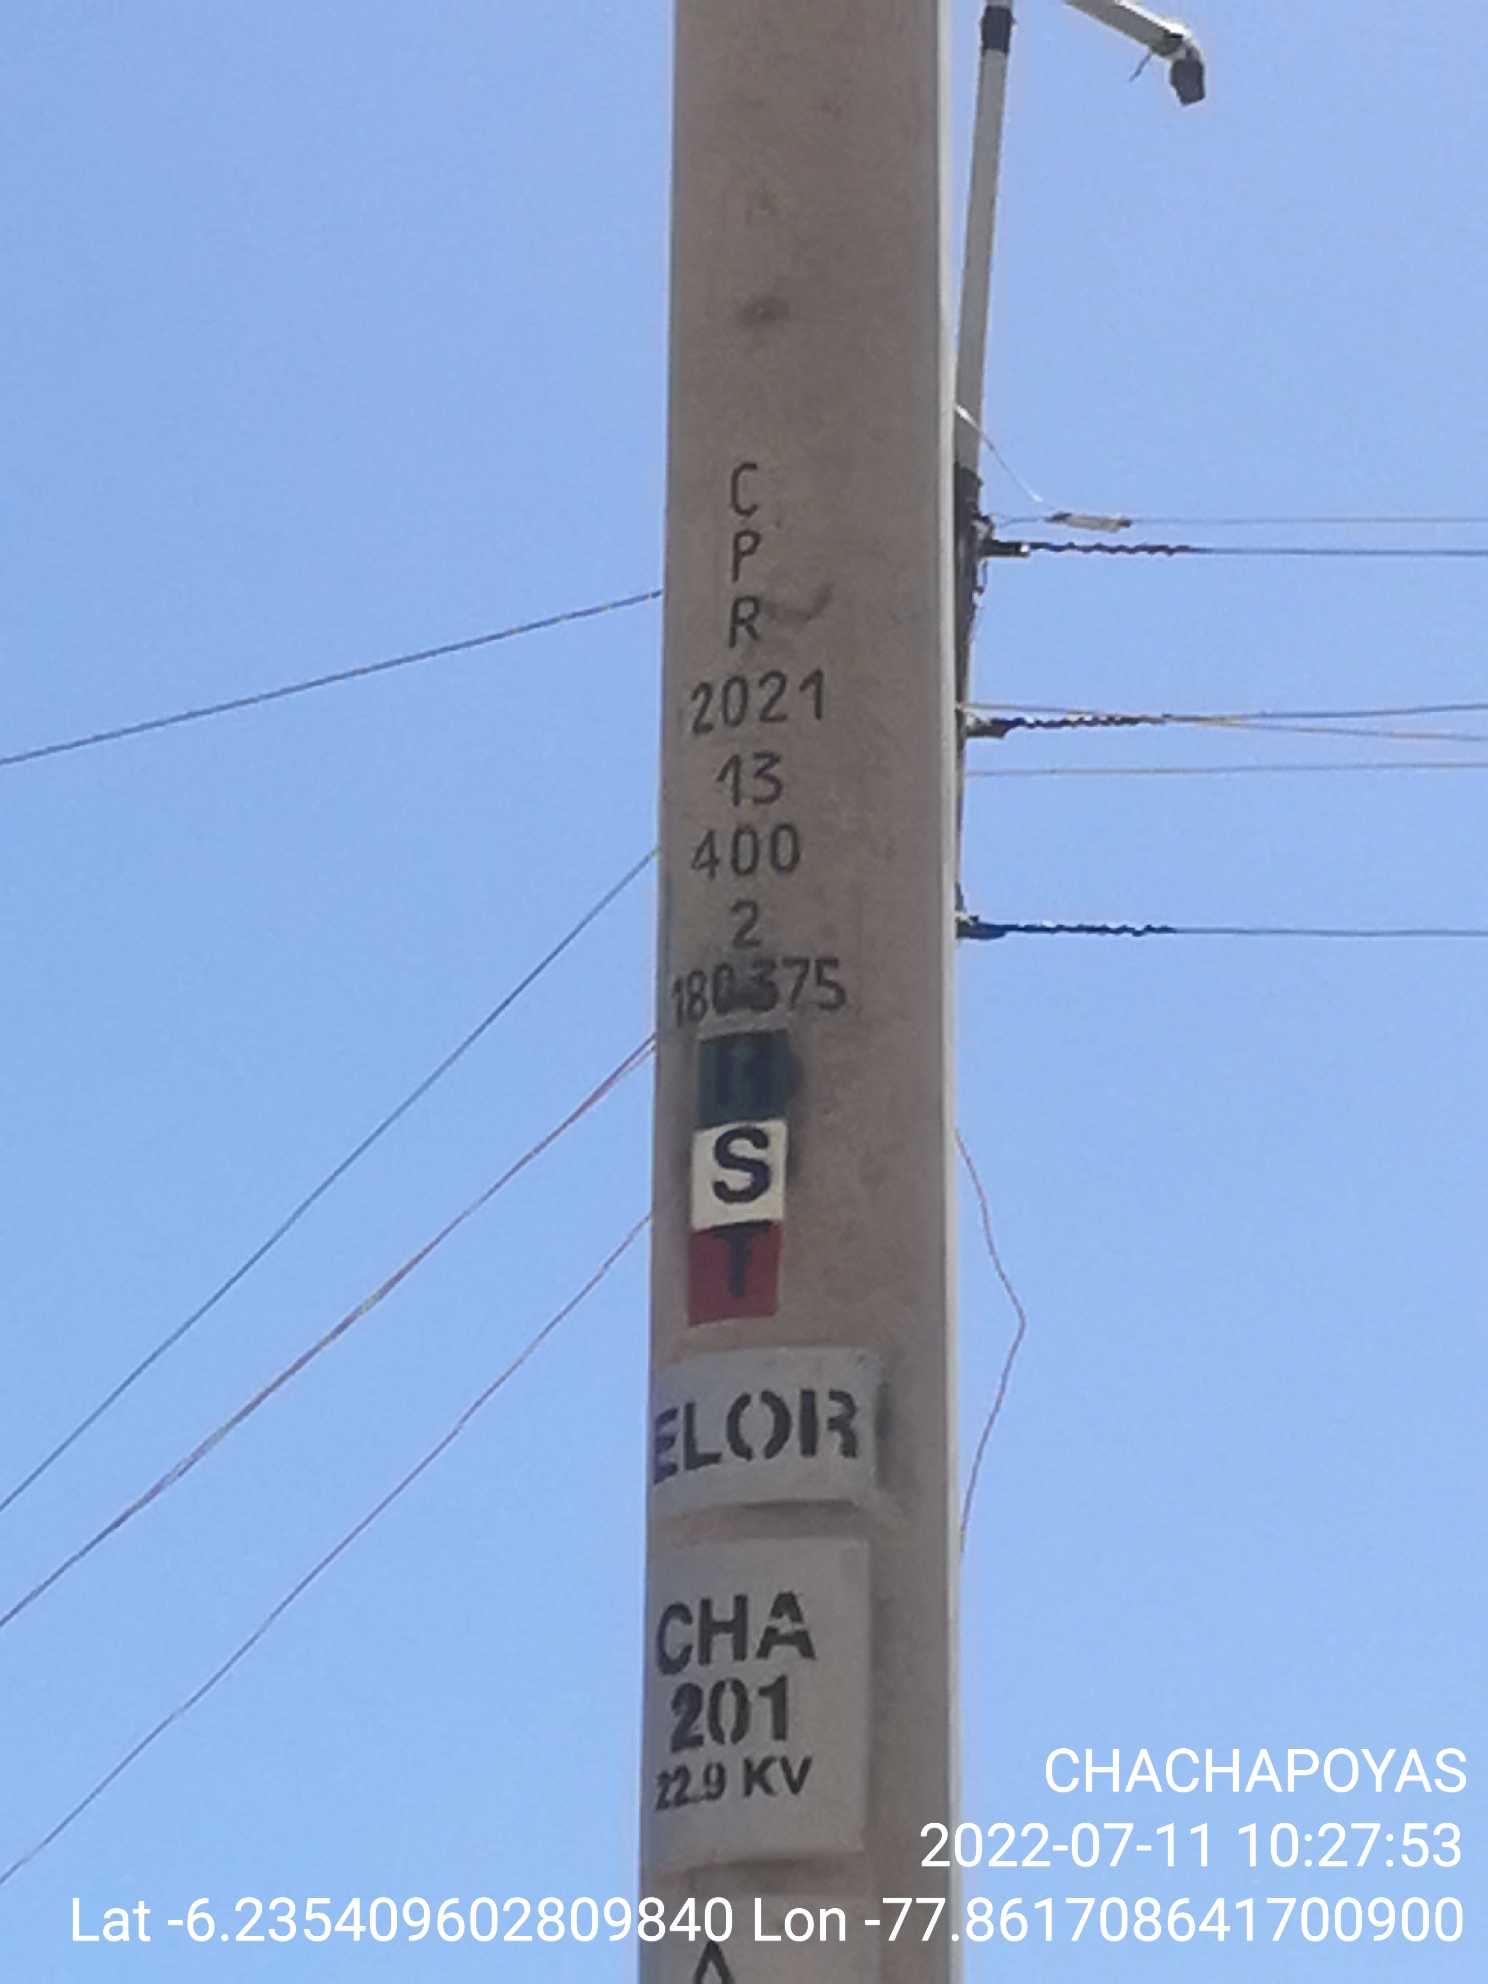 C
P
R
2021
13
400
2
180375
R
S
T
ELOR
CHA
201
22.9 KV
CHACHAPOYAS
2022-07-11 10:27:53
Lat -6.235409602809840 Lon -77.861708641700900